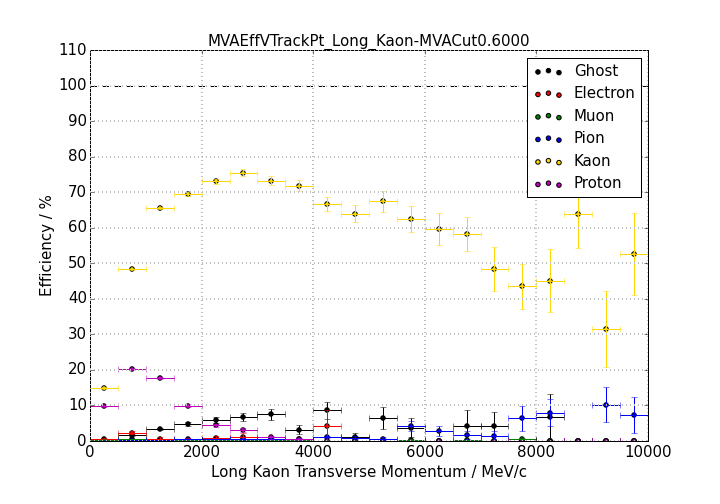 MVAEffVTrackPt_Long_Kaon-MVACut0.6000
110
100
90
80
70
60
50
40
30
20
10
0
Efficiency / %
Ghost
Electron
Muon
Pion
Kaon
Proton
0 2000 4000 6000 8000 10000
Long Kaon Transverse Momentum / MeV/c